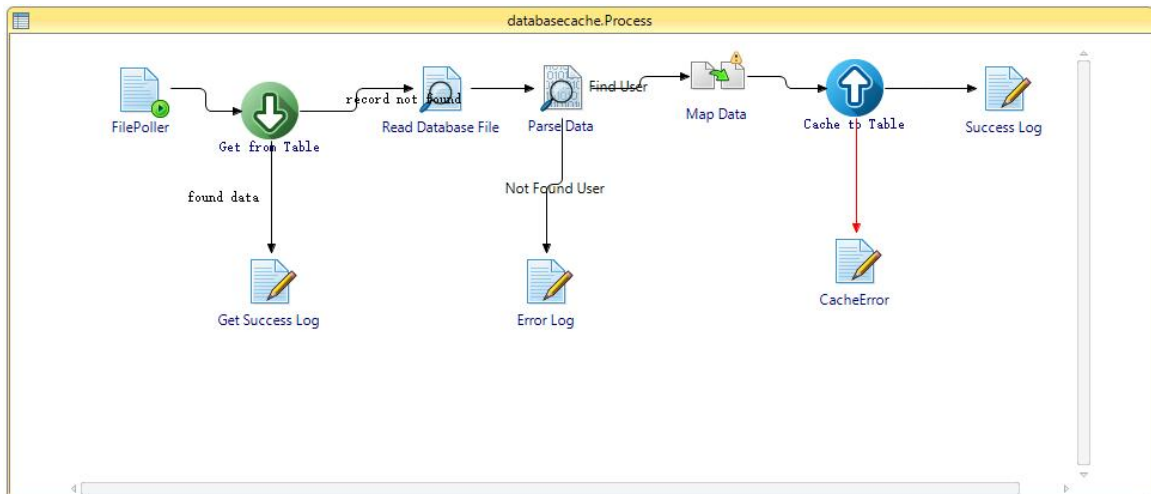 databasecache.Process
FilePoller
Get from Table
record not found
Read Database File
Parse Data
Find User
Map Data
Cache to Table
Success Log
found data
Not Found User
Get Success Log
Error Log
CacheError